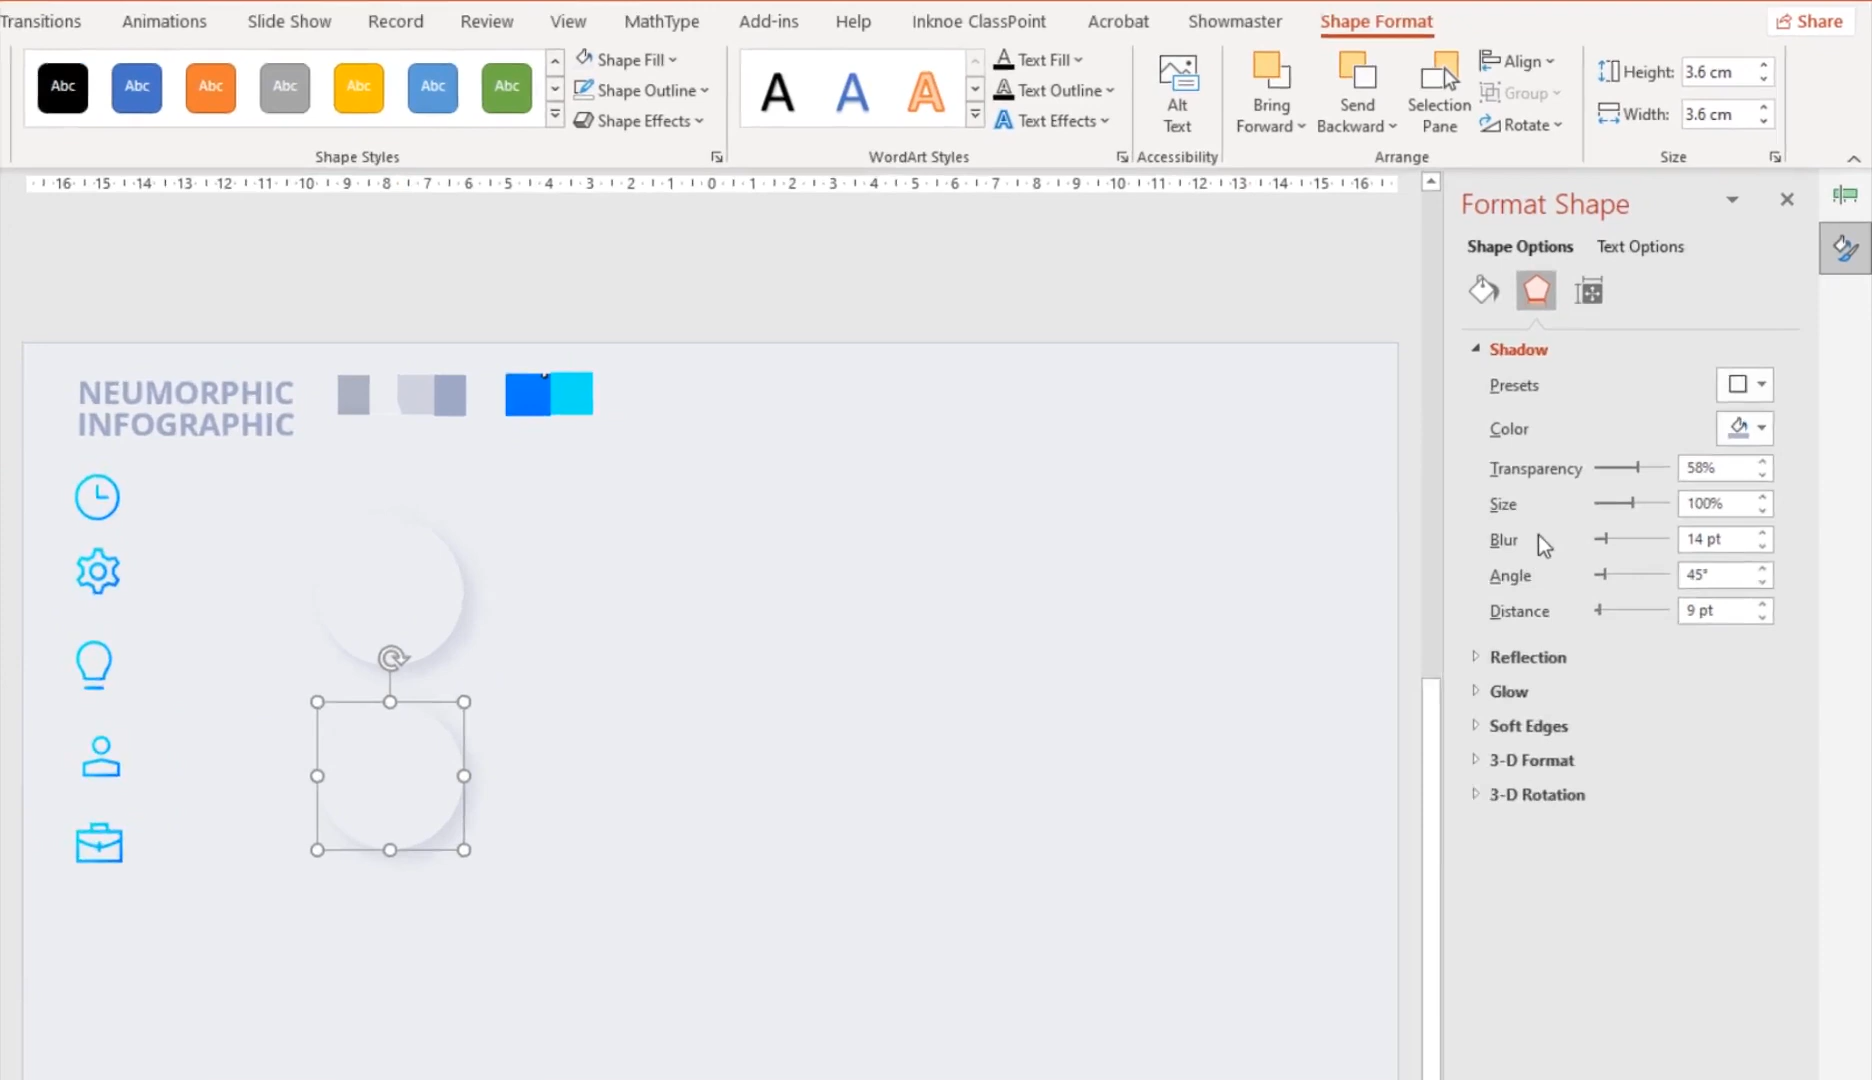 Transitions Animations Slide Show Record Review View MathType Add-ins Help Inknoe ClassPoint Acrobat Showmaster Shape Format Share
Abc Abc Abc Abc Abc Abc Abc
Shape Fill
Shape Outline
Shape Effects
Shape Styles
A A A
Text Fill
Text Outline
Text Effects
WordArt Styles
Alt
Text
Accessibility
Bring
Forward
Send
Backward
Selection
Pane
Align
Group
Rotate
Arrange
Height: 3.6 cm
Width: 3.6 cm
Size
16 15 14 13 12 11 10 9 8 7 6 5 4 3 2 1 0 1 2 3 4 5 6 7 8 9 10 11 12 13 14 15 16
NEUMORPHIC
INFOGRAPHIC
Format Shape
Shape Options Text Options
Shadow
Presets
Color
Transparency 58%
Size 100%
Blur 14 pt
Angle 45°
Distance 9 pt
Reflection
Glow
Soft Edges
3-D Format
3-D Rotation